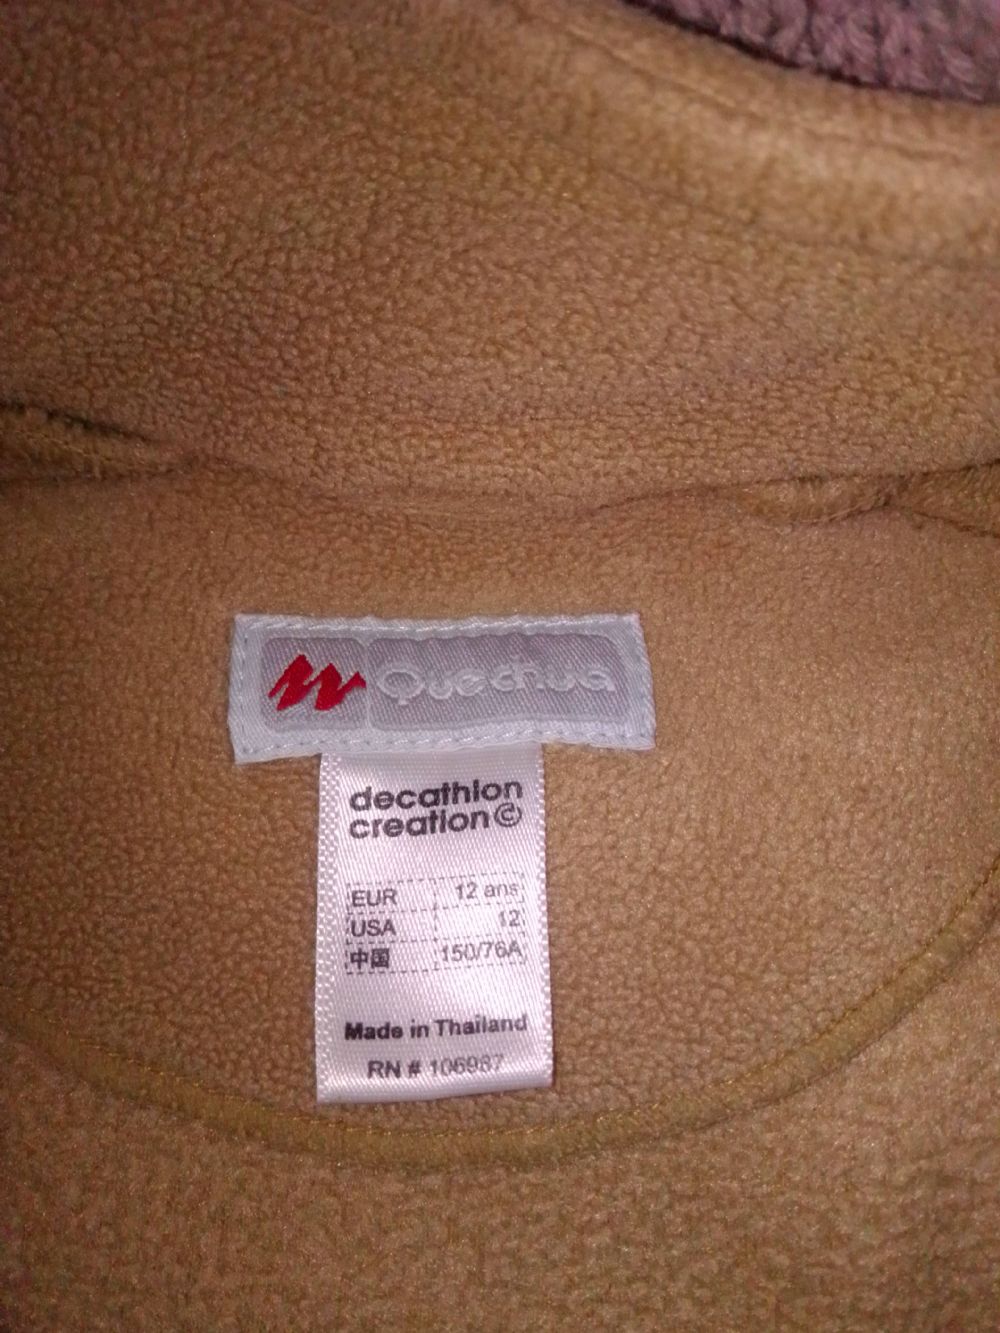 Quechua
decathlon
creation©
EUR 12 ans
USA 12
中国 150/76A
Made in Thailand
RN # 106987